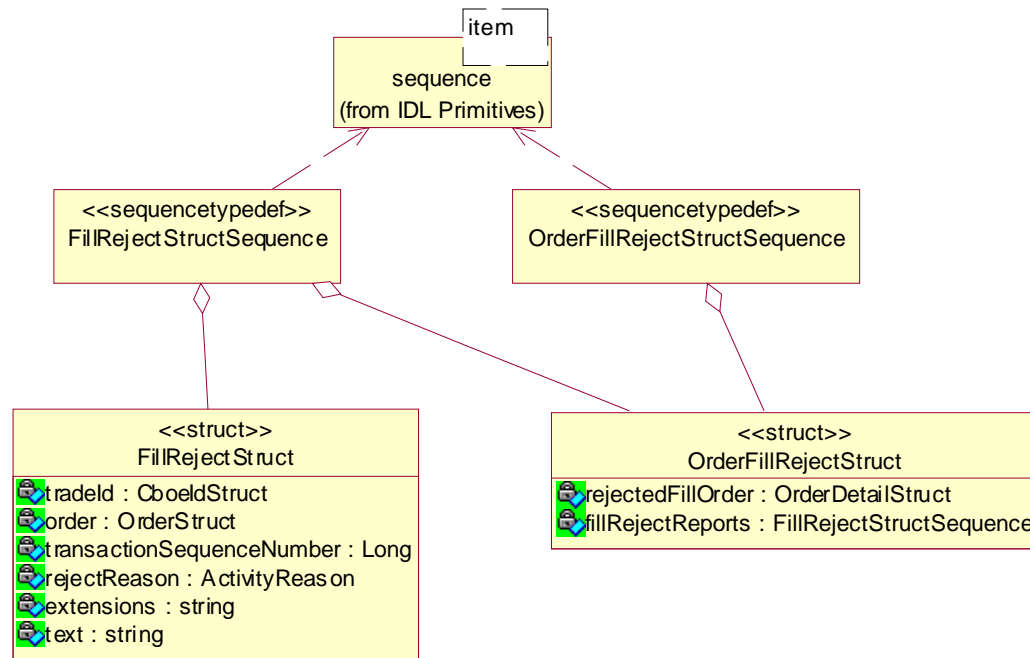 item
sequence
(from IDL Primitives)
<<sequencetypedef>>
FillRejectStructSequence
<<sequencetypedef>>
OrderFillRejectStructSequence
<<struct>>
FillRejectStruct
tradeId : CboeIdStruct
order : OrderStruct
transactionSequenceNumber : Long
rejectReason : ActivityReason
extensions : string
text : string
<<struct>>
OrderFillRejectStruct
rejectedFillOrder : OrderDetailStruct
fillRejectReports : FillRejectStructSequence